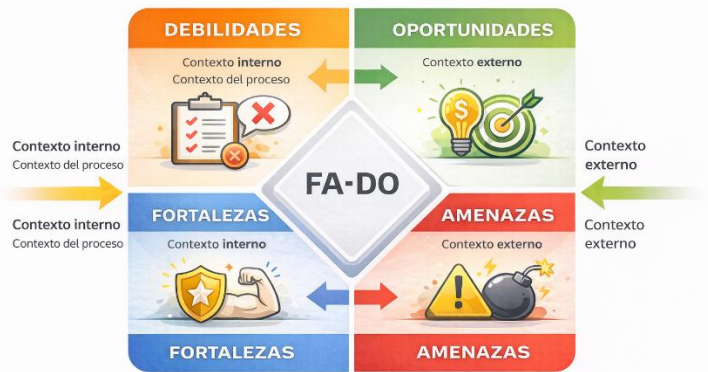 DEBILIDADES
Contexto interno
Contexto del proceso
OPORTUNIDADES
Contexto externo
$
Contexto interno
Contexto del proceso
FA-DO
Contexto
externo
Contexto interno
Contexto del proceso
FORTALEZAS
Contexto interno
AMENAZAS
Contexto externo
!
Contexto
externo
FORTALEZAS
AMENAZAS